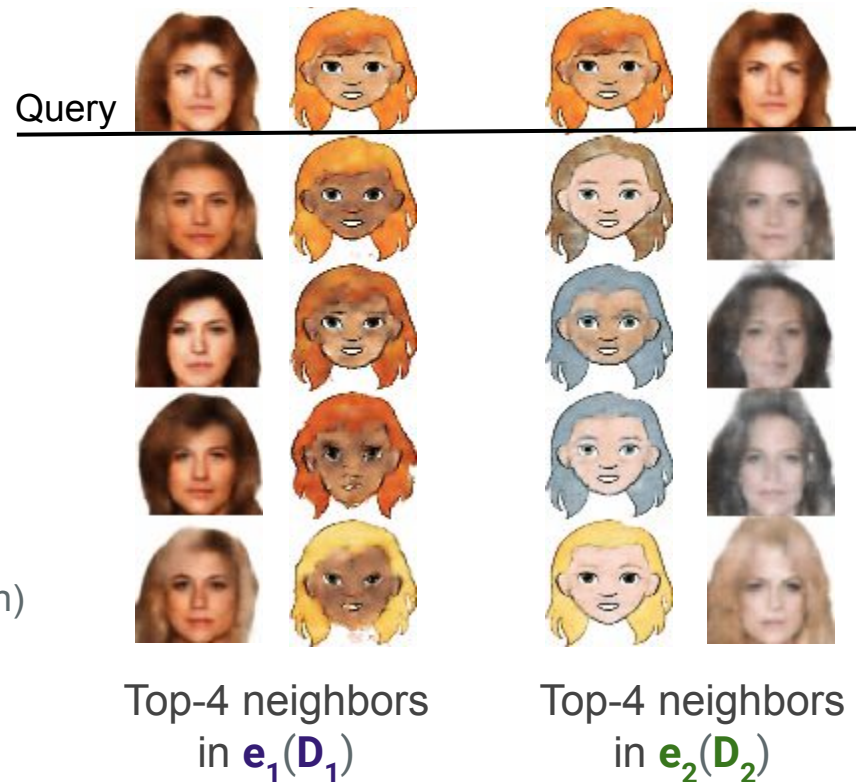 Query
n)
Top-4 neighbors
in e₁(D₁)
Top-4 neighbors
in e₂(D₂)